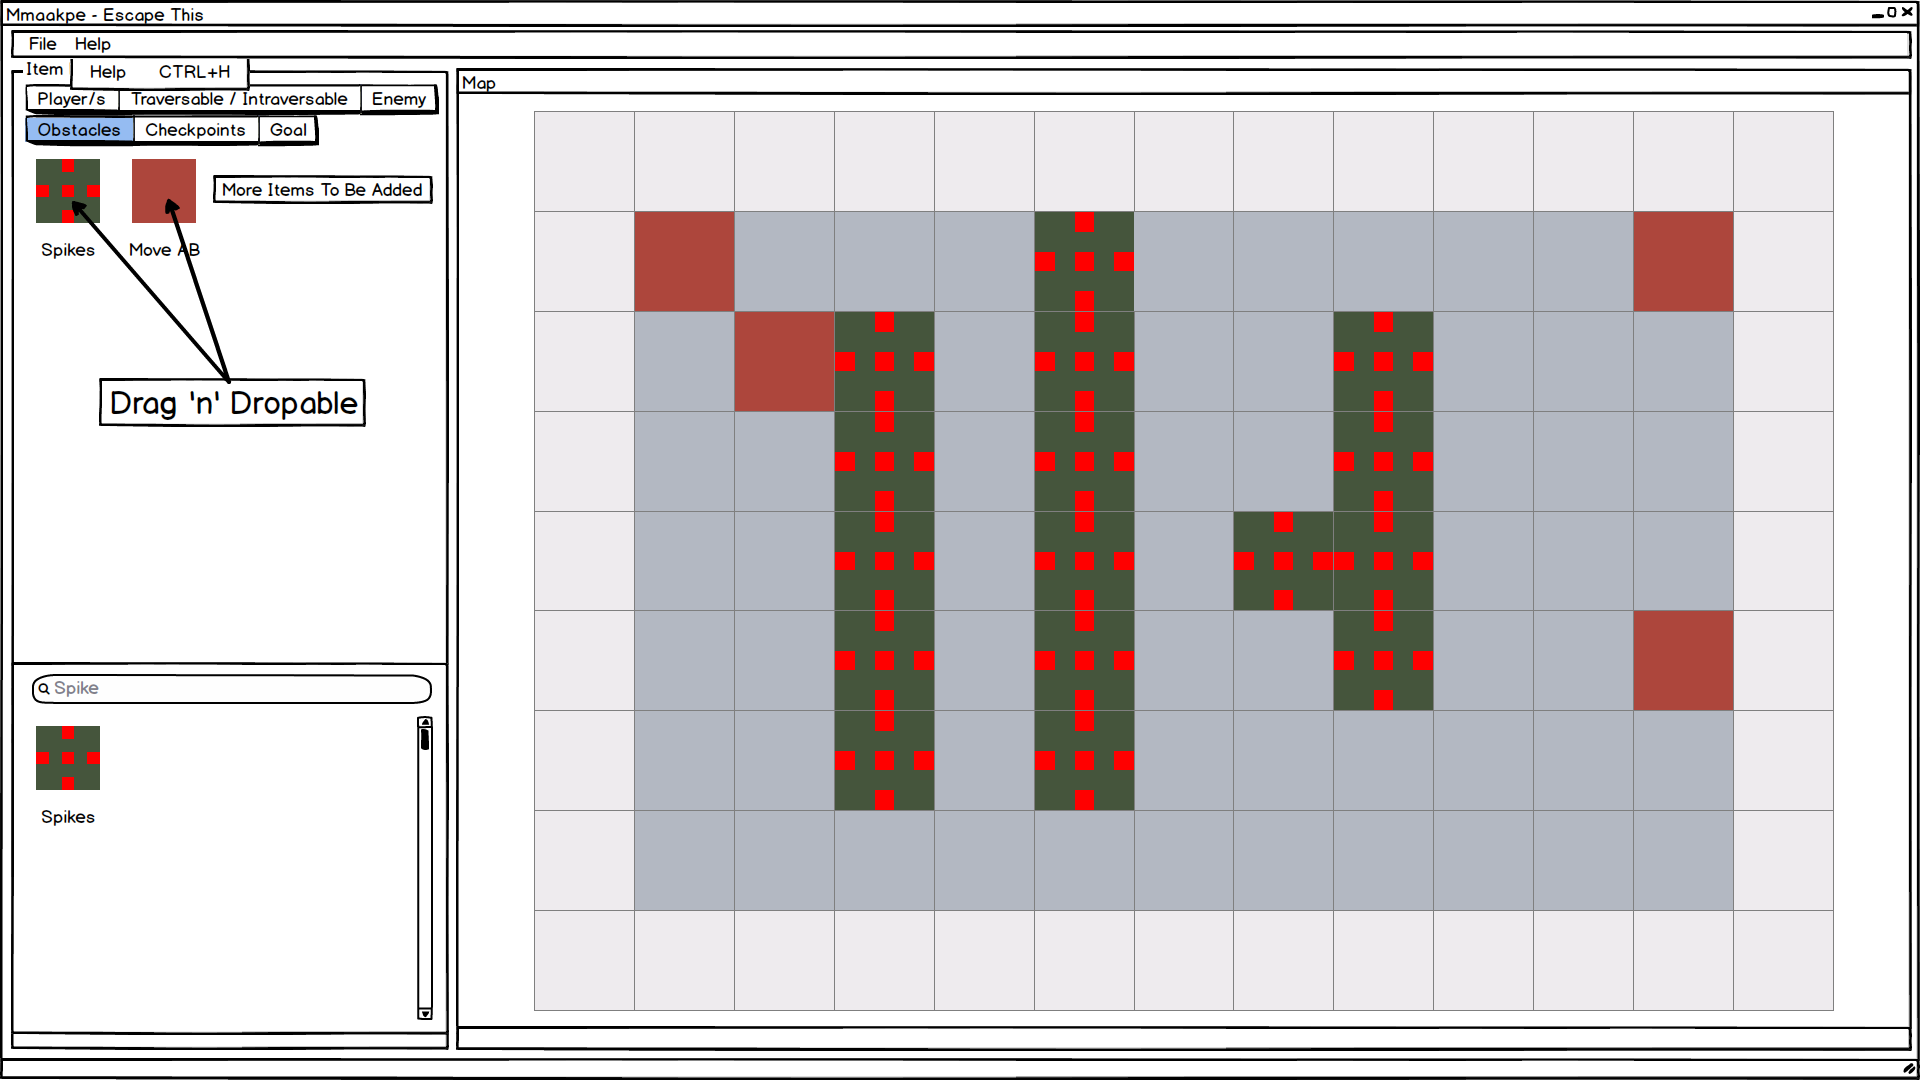 Mmaakpe - Escape This
File Help
Item
Help CTRL+H
Map
Player/s Traversable / Intraversable Enemy
Obstacles Checkpoints Goal
More Items To Be Added
Spikes Move AB
Drag 'n' Dropable
Spike
Spikes